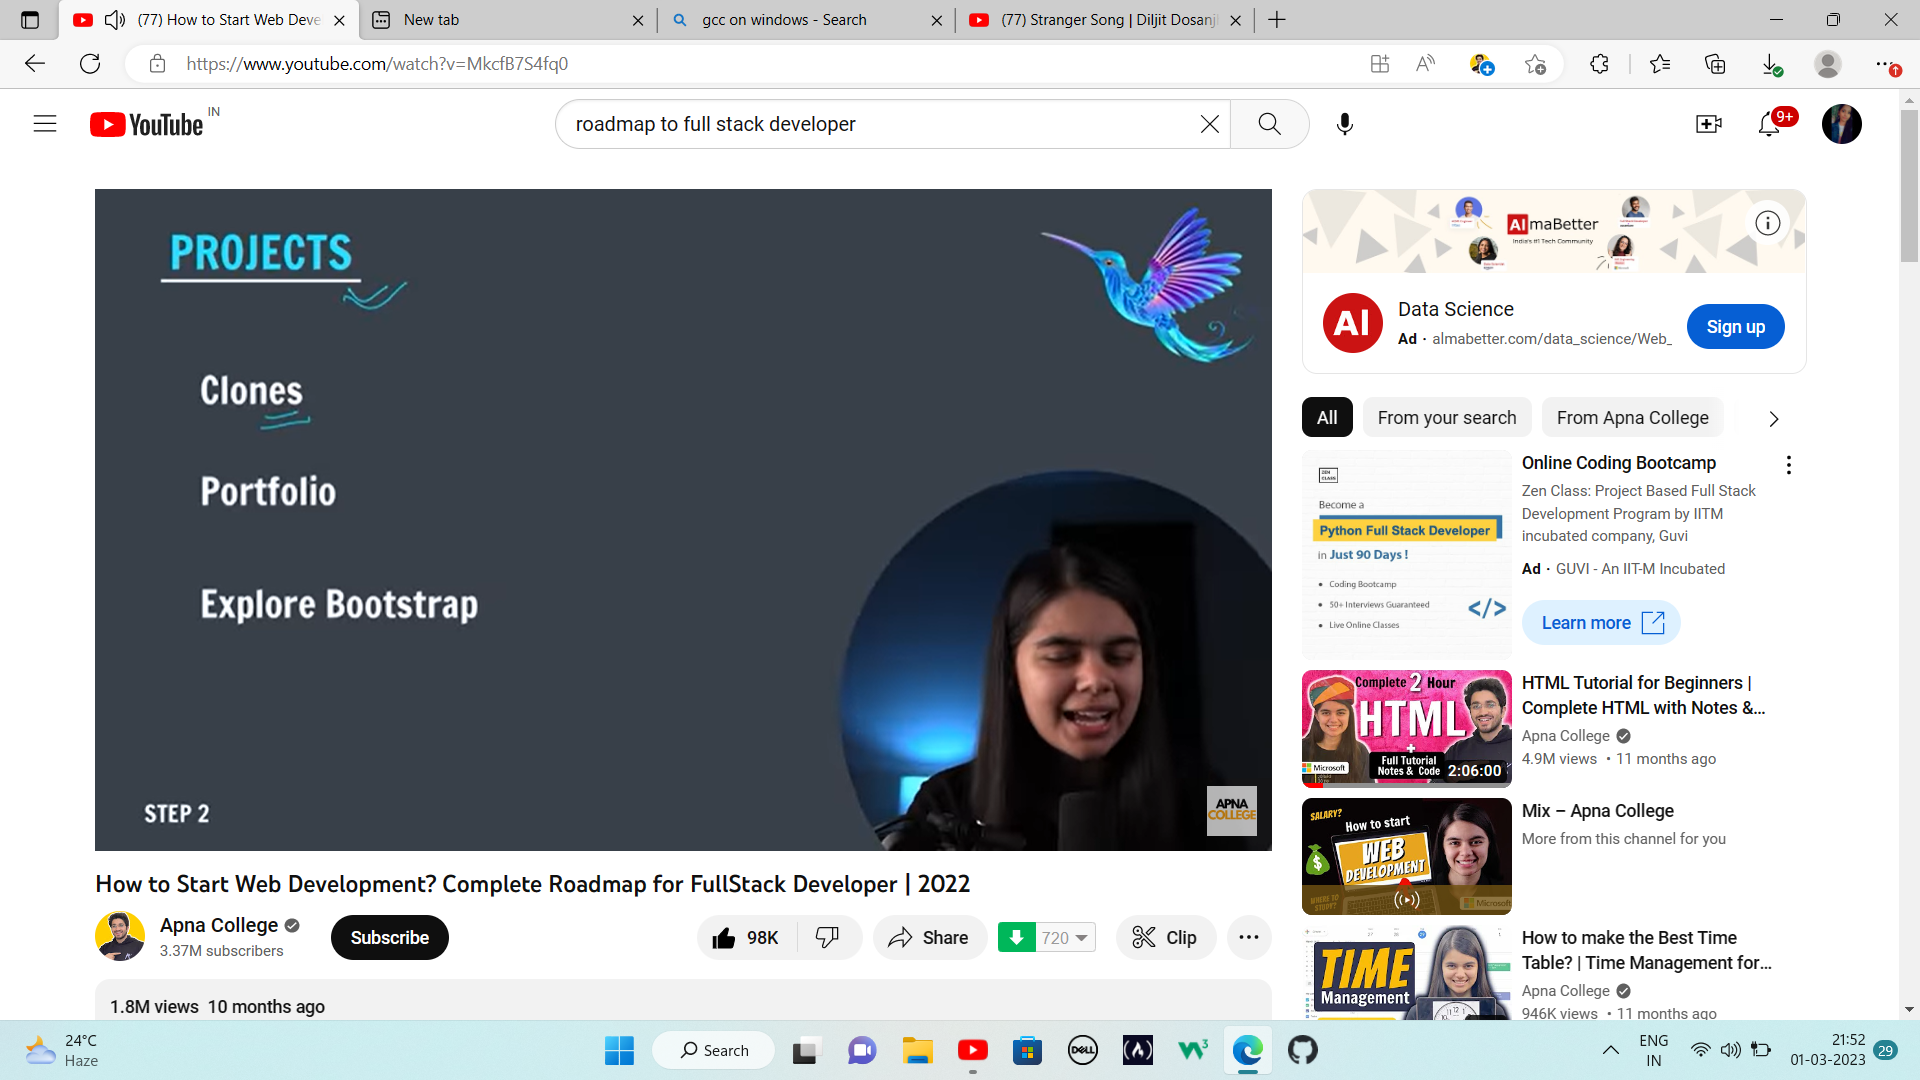 (77) How to Start Web Deve
New tab
gcc on windows - Search
(77) Stranger Song | Diljit Dosanj
https://www.youtube.com/watch?v=MkcfB7S4fq0
YouTube IN
roadmap to full stack developer
9+
PROJECTS
Clones
Portfolio
Explore Bootstrap
STEP 2
APNA
COLLEGE
How to Start Web Development? Complete Roadmap for FullStack Developer | 2022
Apna College
3.37M subscribers
Subscribe
98K
Share
720
Clip
1.8M views 10 months ago
AlmaBetter
India's #1 Tech Community
AI
Data Science
Ad · almabetter.com/data_science/Web_
Sign up
All
From your search
From Apna College
ZEN
CLASS
Become a
Python Full Stack Developer
in Just 90 Days !
• Coding Bootcamp
• 50+ Interviews Guaranteed
• Live Online Classes
</>
Online Coding Bootcamp
Zen Class: Project Based Full Stack
Development Program by IITM
incubated company, Guvi
Ad · GUVI - An IIT-M Incubated
Learn more
Complete 2 Hour
HTML
+
Full Tutorial
Notes & Code
Microsoft
2:06:00
HTML Tutorial for Beginners |
Complete HTML with Notes &...
Apna College
4.9M views • 11 months ago
SALARY?
How to start
WEB
DEVELOPMENT
WHERE TO
STUDY?
Microsoft
Mix – Apna College
More from this channel for you
TIME
Management
How to make the Best Time
Table? | Time Management for...
Apna College
946K views • 11 months ago
24°C
Haze
Search
DELL
ENG
IN
21:52
01-03-2023
29